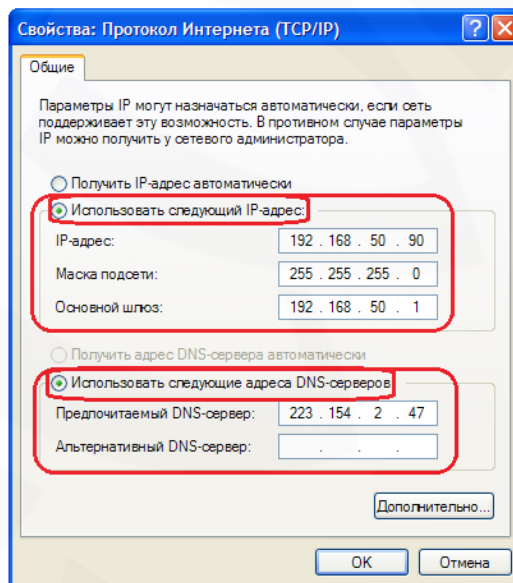 Свойства: Протокол Интернета (TCP/IP)
Общие
Параметры IP могут назначаться автоматически, если сеть
поддерживает эту возможность. В противном случае параметры
IP можно получить у сетевого администратора.
Получить IP-адрес автоматически
Использовать следующий IP-адрес:
IP-адрес: 192 . 168 . 50 . 90
Маска подсети: 255 . 255 . 255 . 0
Основной шлюз: 192 . 168 . 50 . 1
Получить адрес DNS-сервера автоматически
Использовать следующие адреса DNS-серверов
Предпочитаемый DNS-сервер: 223 . 154 . 2 . 47
Альтернативный DNS-сервер: . . .
Дополнительно...
OK Отмена